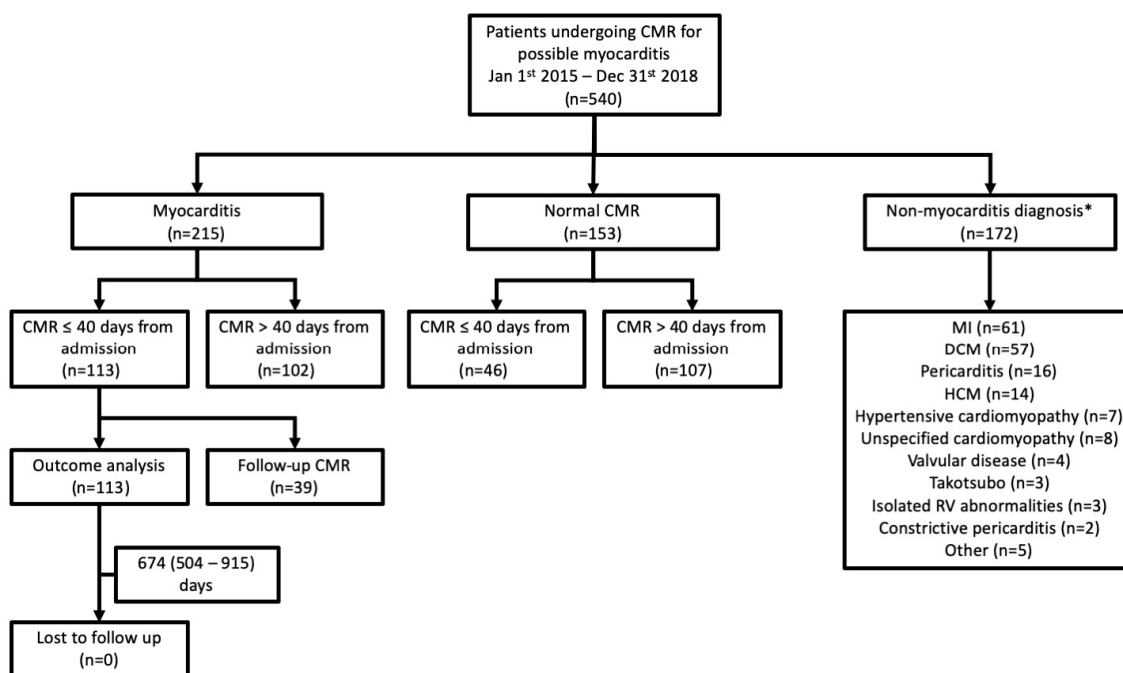 Patients undergoing CMR for
possible myocarditis
Jan 1st 2015 – Dec 31st 2018
(n=540)
Myocarditis
(n=215)
Normal CMR
(n=153)
Non-myocarditis diagnosis*
(n=172)
CMR ≤ 40 days from
admission
(n=113)
CMR > 40 days from
admission
(n=102)
CMR ≤ 40 days from
admission
(n=46)
CMR > 40 days from
admission
(n=107)
MI (n=61)
DCM (n=57)
Pericarditis (n=16)
HCM (n=14)
Hypertensive cardiomyopathy (n=7)
Unspecified cardiomyopathy (n=8)
Valvular disease (n=4)
Takotsubo (n=3)
Isolated RV abnormalities (n=3)
Constrictive pericarditis (n=2)
Other (n=5)
Outcome analysis
(n=113)
Follow-up CMR
(n=39)
674 (504 – 915)
days
Lost to follow up
(n=0)